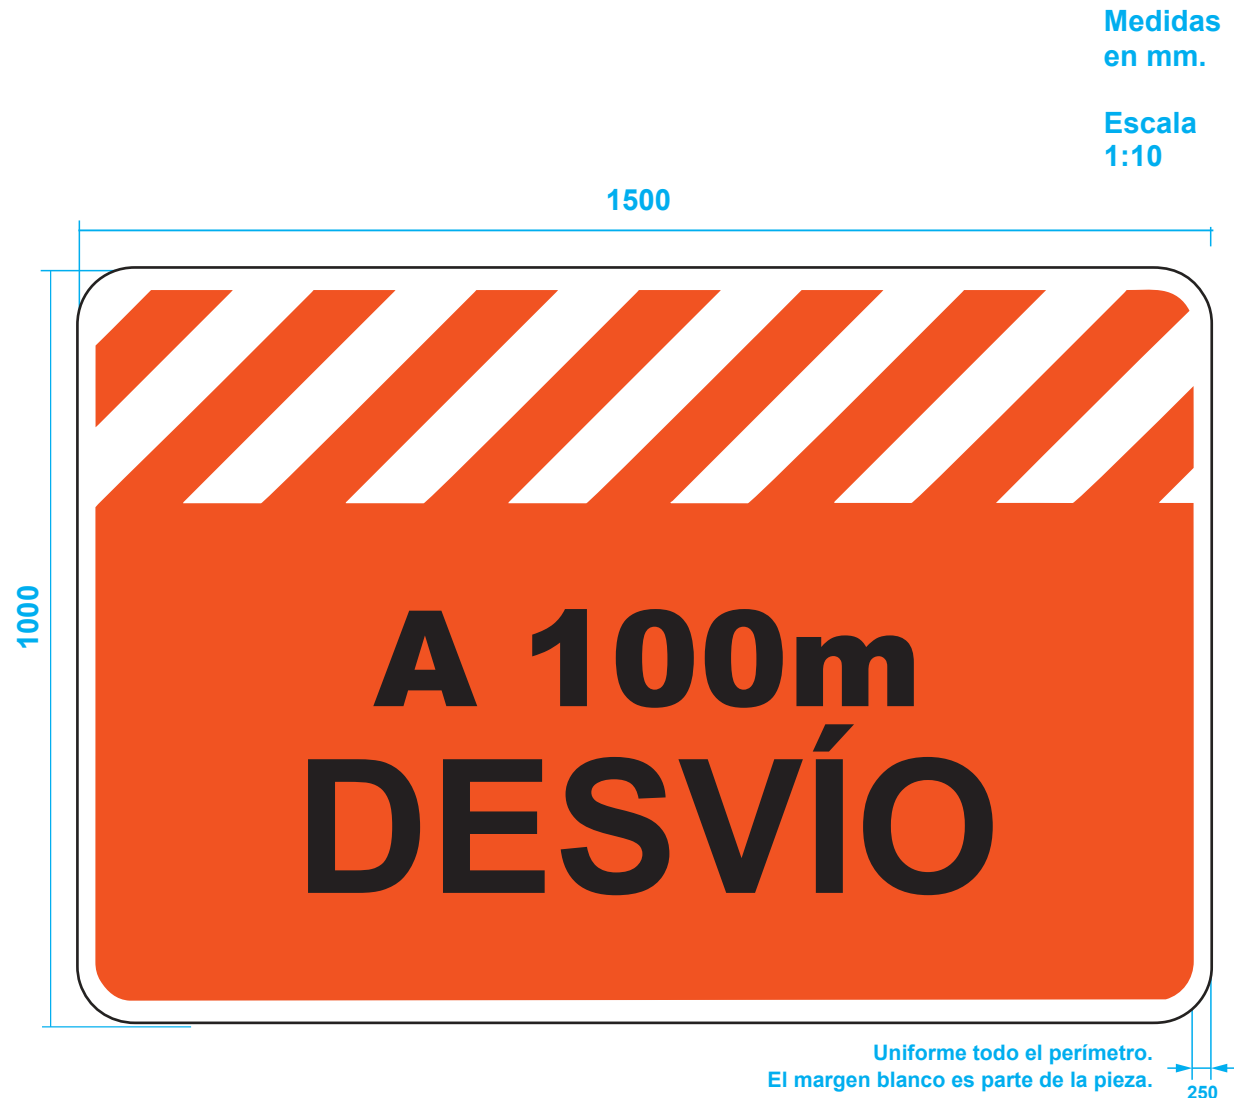 Medidas
en mm.
Escala
1:10
1500
1000
A 100m
DESVÍO
Uniforme todo el perímetro.
El margen blanco es parte de la pieza.
250